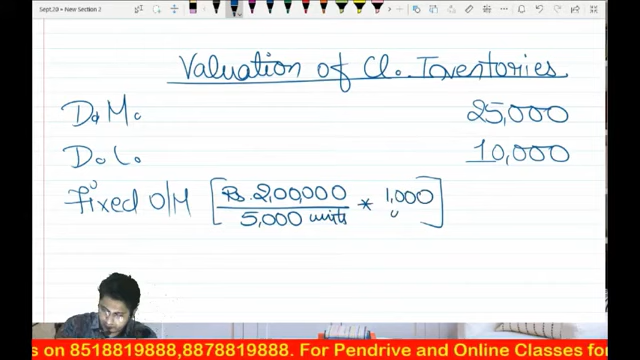 Sept.20 > New Section 2
Valuation of Cl. Inventories
D.M. 25,000
D.L. 10,000
Fixed O/H [Rs. 2,00,000 / 5,000 units * 1,000 u]
s on 8518819888,8878819888. For Pendrive and Online Classes for